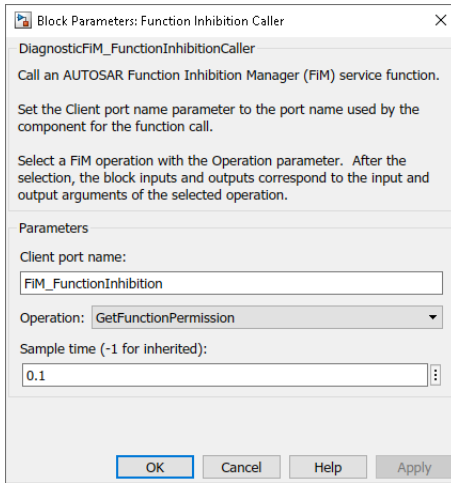 Block Parameters: Function Inhibition Caller
DiagnosticFiM_FunctionInhibitionCaller
Call an AUTOSAR Function Inhibition Manager (FiM) service function.
Set the Client port name parameter to the port name used by the
component for the function call.
Select a FiM operation with the Operation parameter.  After the
selection, the block inputs and outputs correspond to the input and
output arguments of the selected operation.
Parameters
Client port name:
FiM_FunctionInhibition
Operation: GetFunctionPermission
Sample time (-1 for inherited):
0.1
OK Cancel Help Apply